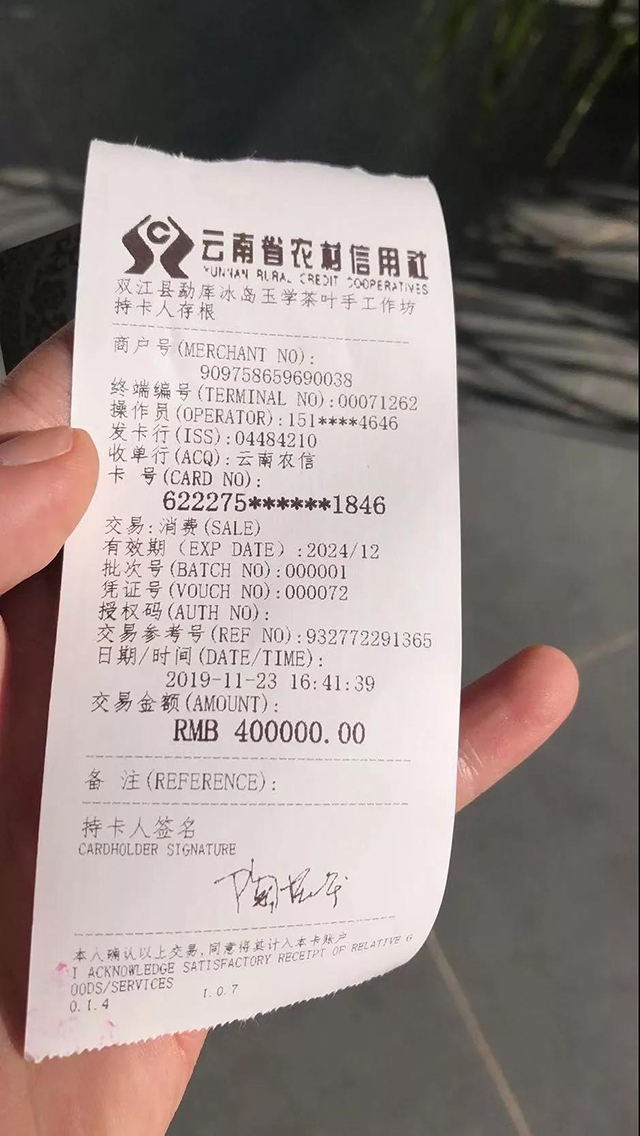 云南省农村信用社
YUNNAN RURAL CREDIT COOPERATIVES
双江县勐库冰岛玉学茶叶手工作坊
持卡人存根
商户号(MERCHANT NO):
909758659690038
终端编号(TERMINAL NO):00071262
操作员(OPERATOR):151****4646
发卡行(ISS):04484210
收单行(ACQ):云南农信
卡 号(CARD NO):
622275******1846
交易:消费(SALE)
有效期(EXP DATE):2024/12
批次号(BATCH NO):000001
凭证号(VOUCH NO):000072
授权码(AUTH NO):
交易参考号(REF NO):932772291365
日期/时间(DATE/TIME):
2019-11-23 16:41:39
交易金额(AMOUNT):
RMB 400000.00
备 注(REFERENCE):
持卡人签名
CARDHOLDER SIGNATURE
本人确认以上交易,同意将其计入本卡账户
I ACKNOWLEDGE SATISFACTORY RECEIPT OF RELATIVE G
OODS/SERVICES
0.1.4 1.0.7